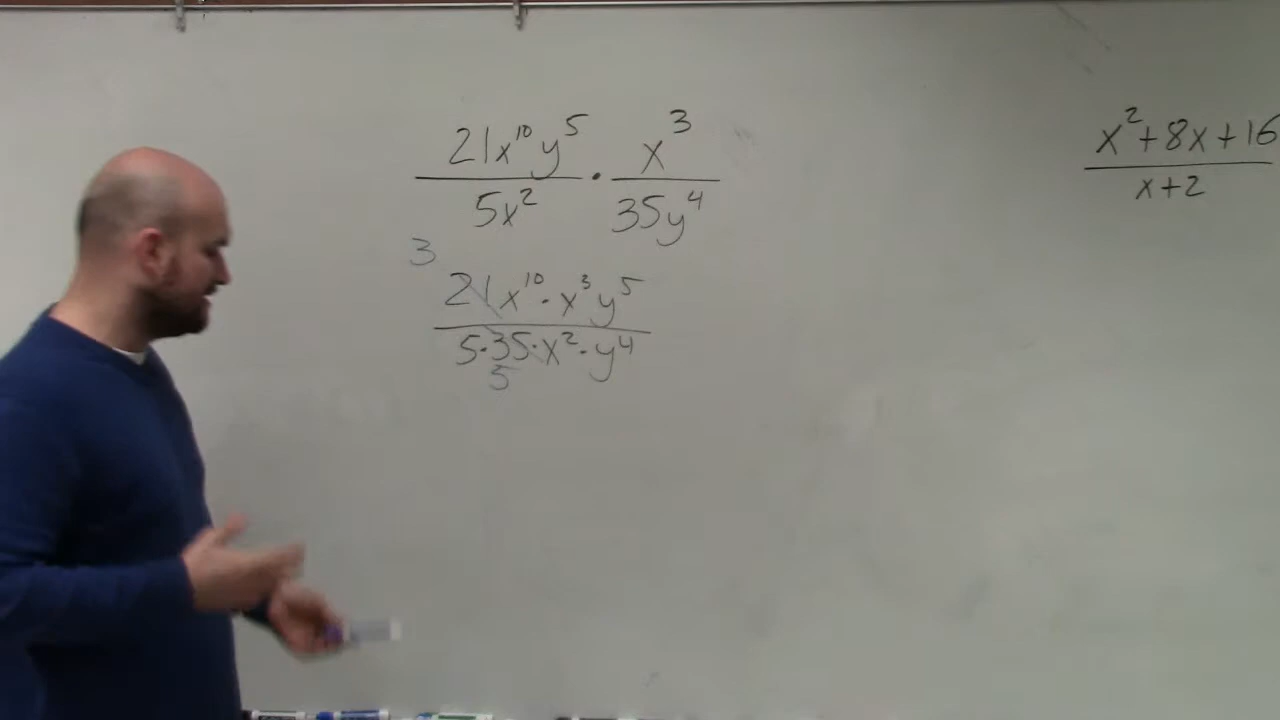 21x¹⁰y⁵ · x³
5x² 35y⁴
3
21x¹⁰·x³y⁵
5·35·x²·y⁴
5
x²+8x+16
x+2